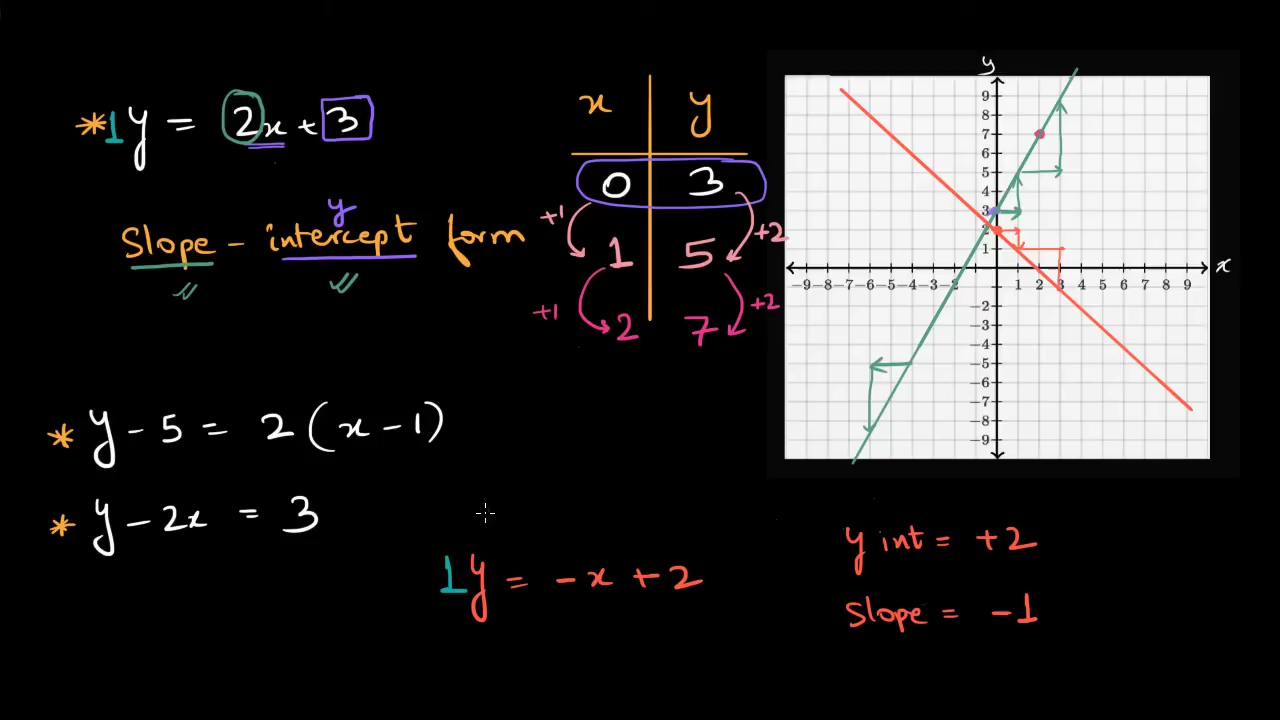 *1y = 2x + 3
y
Slope - intercept form
x y
0 3
+1 1 5 +2
+1 2 7 +2
* y - 5 = 2 (x - 1)
* y - 2x = 3
1y = -x + 2
y
9
8
7
6
5
4
3
2
1
x
-9 -8 -7 -6 -5 -4 -3 -2 1 2 3 4 5 6 7 8 9
-2
-3
-4
-5
-6
-7
-8
-9
y int = +2
slope = -1